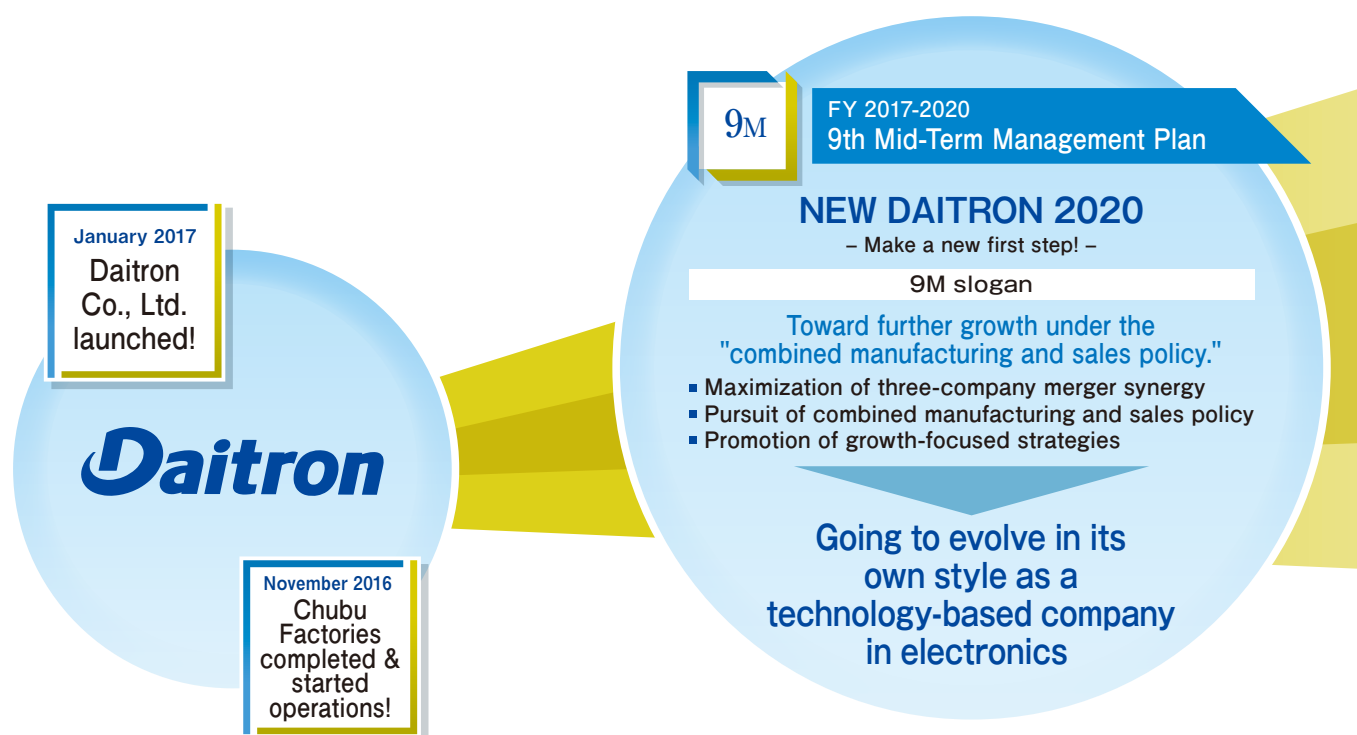 January 2017
Daitron
Co., Ltd.
launched!
Daitron
November 2016
Chubu
Factories
completed &
started
operations!
9M
FY 2017-2020
9th Mid-Term Management Plan
NEW DAITRON 2020
– Make a new first step! –
9M slogan
Toward further growth under the
"combined manufacturing and sales policy."
▪ Maximization of three-company merger synergy
▪ Pursuit of combined manufacturing and sales policy
▪ Promotion of growth-focused strategies
Going to evolve in its
own style as a
technology-based company
in electronics